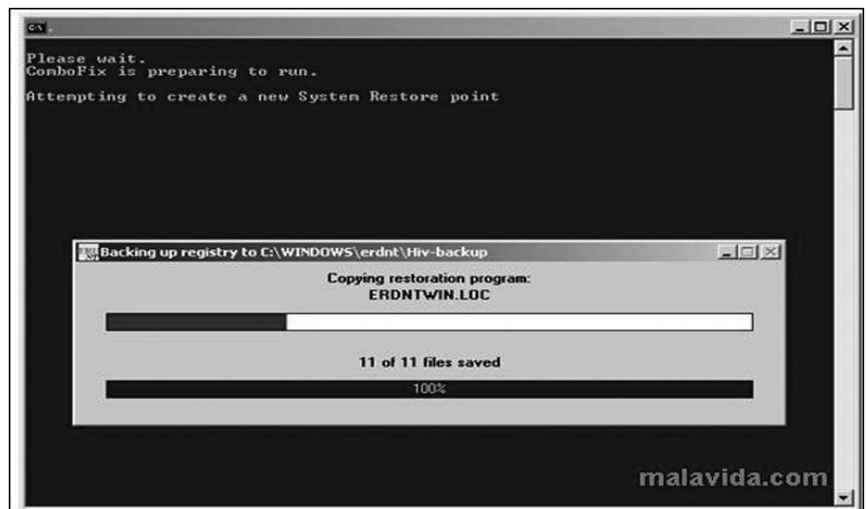 Please wait.
ComboFix is preparing to run.
Attempting to create a new System Restore point
Backing up registry to C:\WINDOWS\erdnt\Hiv-backup
Copying restoration program:
ERDNTWIN.LOC
11 of 11 files saved
100%
malavida.com